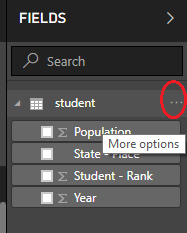 FIELDS
Search
student
Population
More options
State - Place
Student - Rank
Year